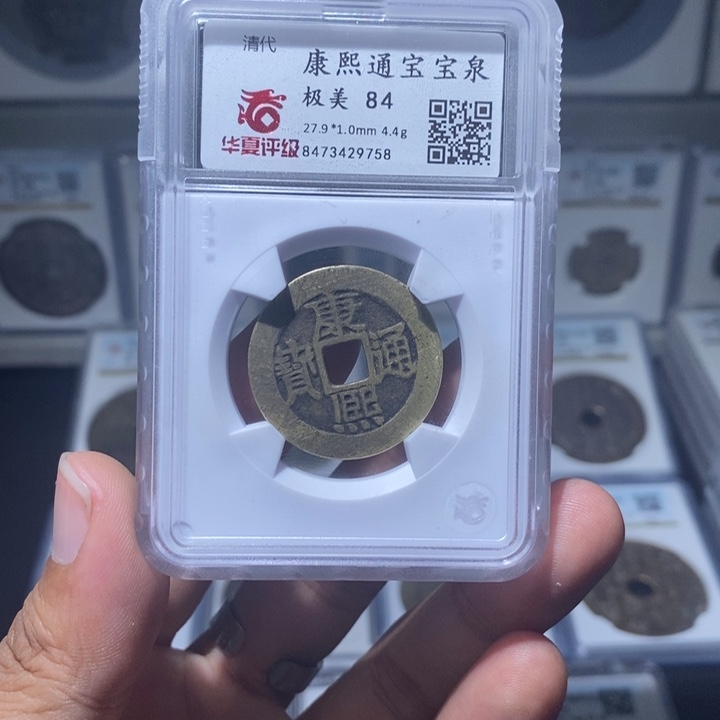 清代
康熙通宝宝泉
极美 84
27.9*1.0mm 4.4g
华夏评级 8473429758
康熙通寶